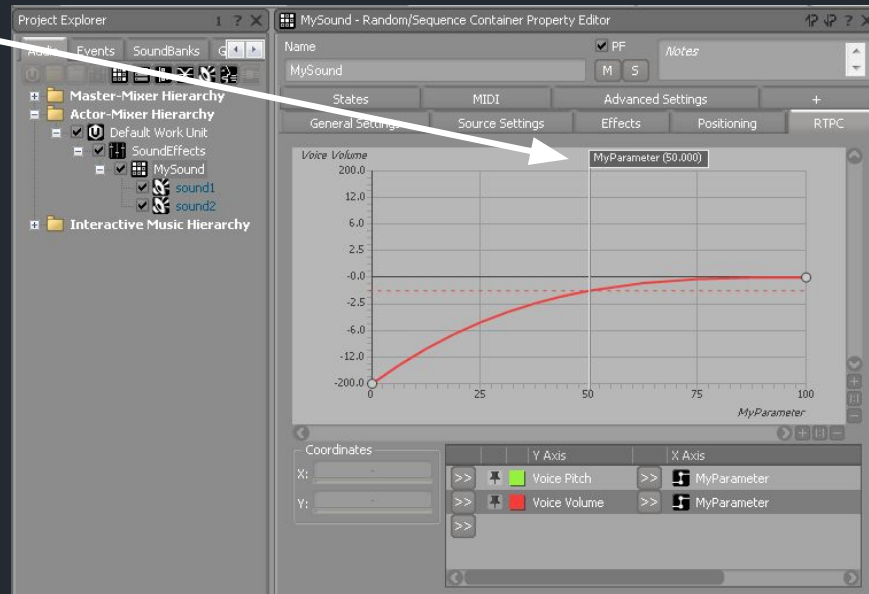 Project Explorer
1 ? X
Audio Events SoundBanks G
Master-Mixer Hierarchy
Actor-Mixer Hierarchy
Default Work Unit
SoundEffects
MySound
sound1
sound2
Interactive Music Hierarchy
MySound - Random/Sequence Container Property Editor
Name
PF
Notes
MySound
M S
States MIDI Advanced Settings +
General Settings Source Settings Effects Positioning RTPC
Voice Volume
MyParameter (50.000)
200.0
12.0
6.0
2.5
-0.0
-2.5
-6.0
-12.0
-200.0
0 25 50 75 100
MyParameter
Coordinates
X: -
Y: -
Y Axis X Axis
>> Voice Pitch >> MyParameter
>> Voice Volume >> MyParameter
>>